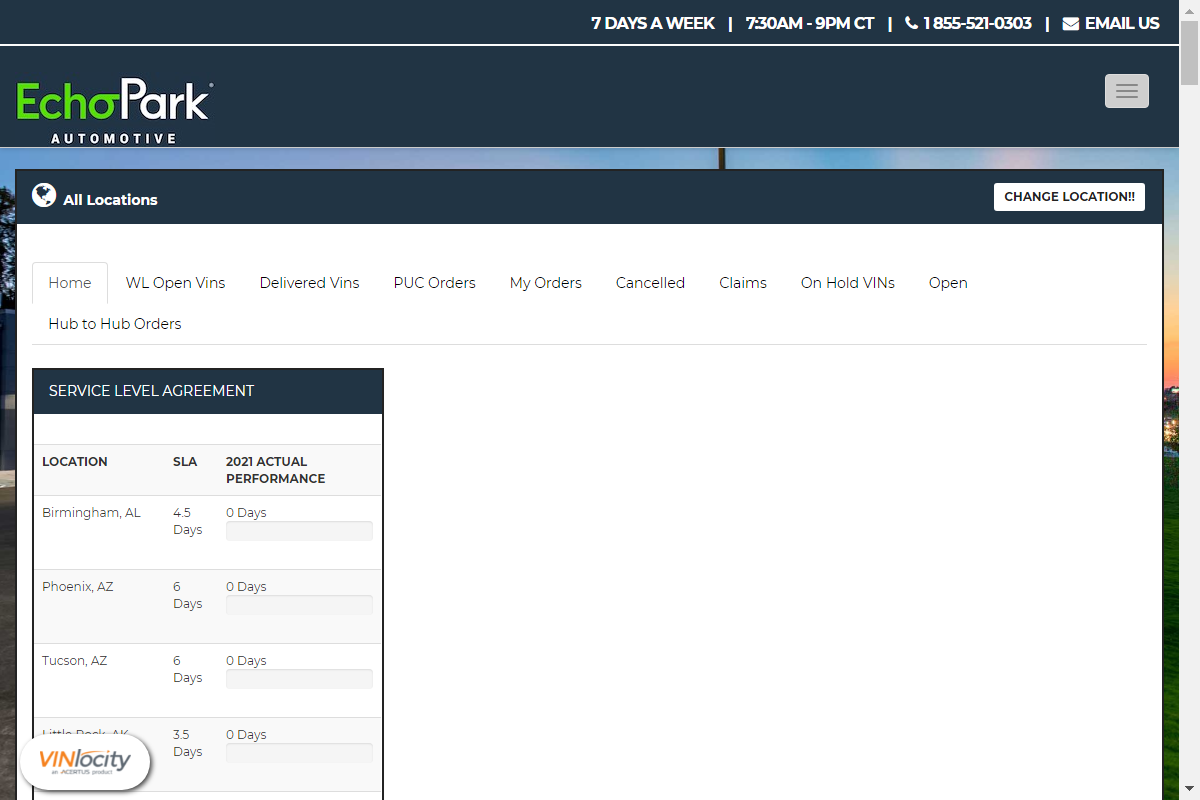 7 DAYS A WEEK | 7:30AM - 9PM CT | 1 855-521-0303 | EMAIL US
EchoPark®
AUTOMOTIVE
All Locations
CHANGE LOCATION!!
Home WL Open Vins Delivered Vins PUC Orders My Orders Cancelled Claims On Hold VINs Open
Hub to Hub Orders
SERVICE LEVEL AGREEMENT
LOCATION SLA 2021 ACTUAL
PERFORMANCE
Birmingham, AL 4.5 0 Days
Days
Phoenix, AZ 6 0 Days
Days
Tucson, AZ 6 0 Days
Days
Little Rock, AK 3.5 0 Days
Days
VINlocity
an ACERTUS product